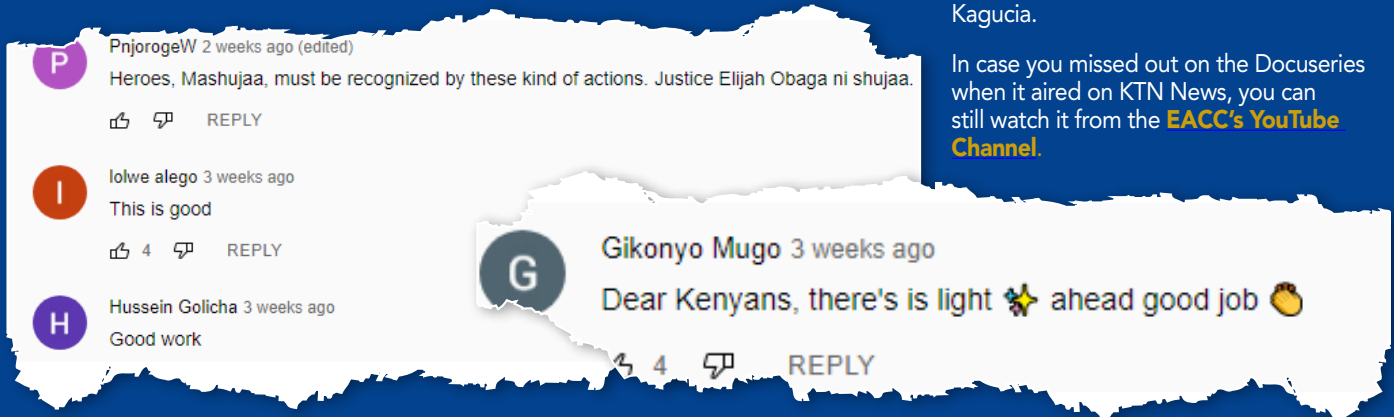 P
PnjorogeW 2 weeks ago (edited)
Heroes, Mashujaa, must be recognized by these kind of actions. Justice Elijah Obaga ni shujaa.
REPLY
I
lolwe alego 3 weeks ago
This is good
4 REPLY
H
Hussein Golicha 3 weeks ago
Good work
G
Gikonyo Mugo 3 weeks ago
Dear Kenyans, there's is light ✨ ahead good job 👏
4 REPLY
Kagucia.
In case you missed out on the Docuseries
when it aired on KTN News, you can
still watch it from the EACC's YouTube
Channel.